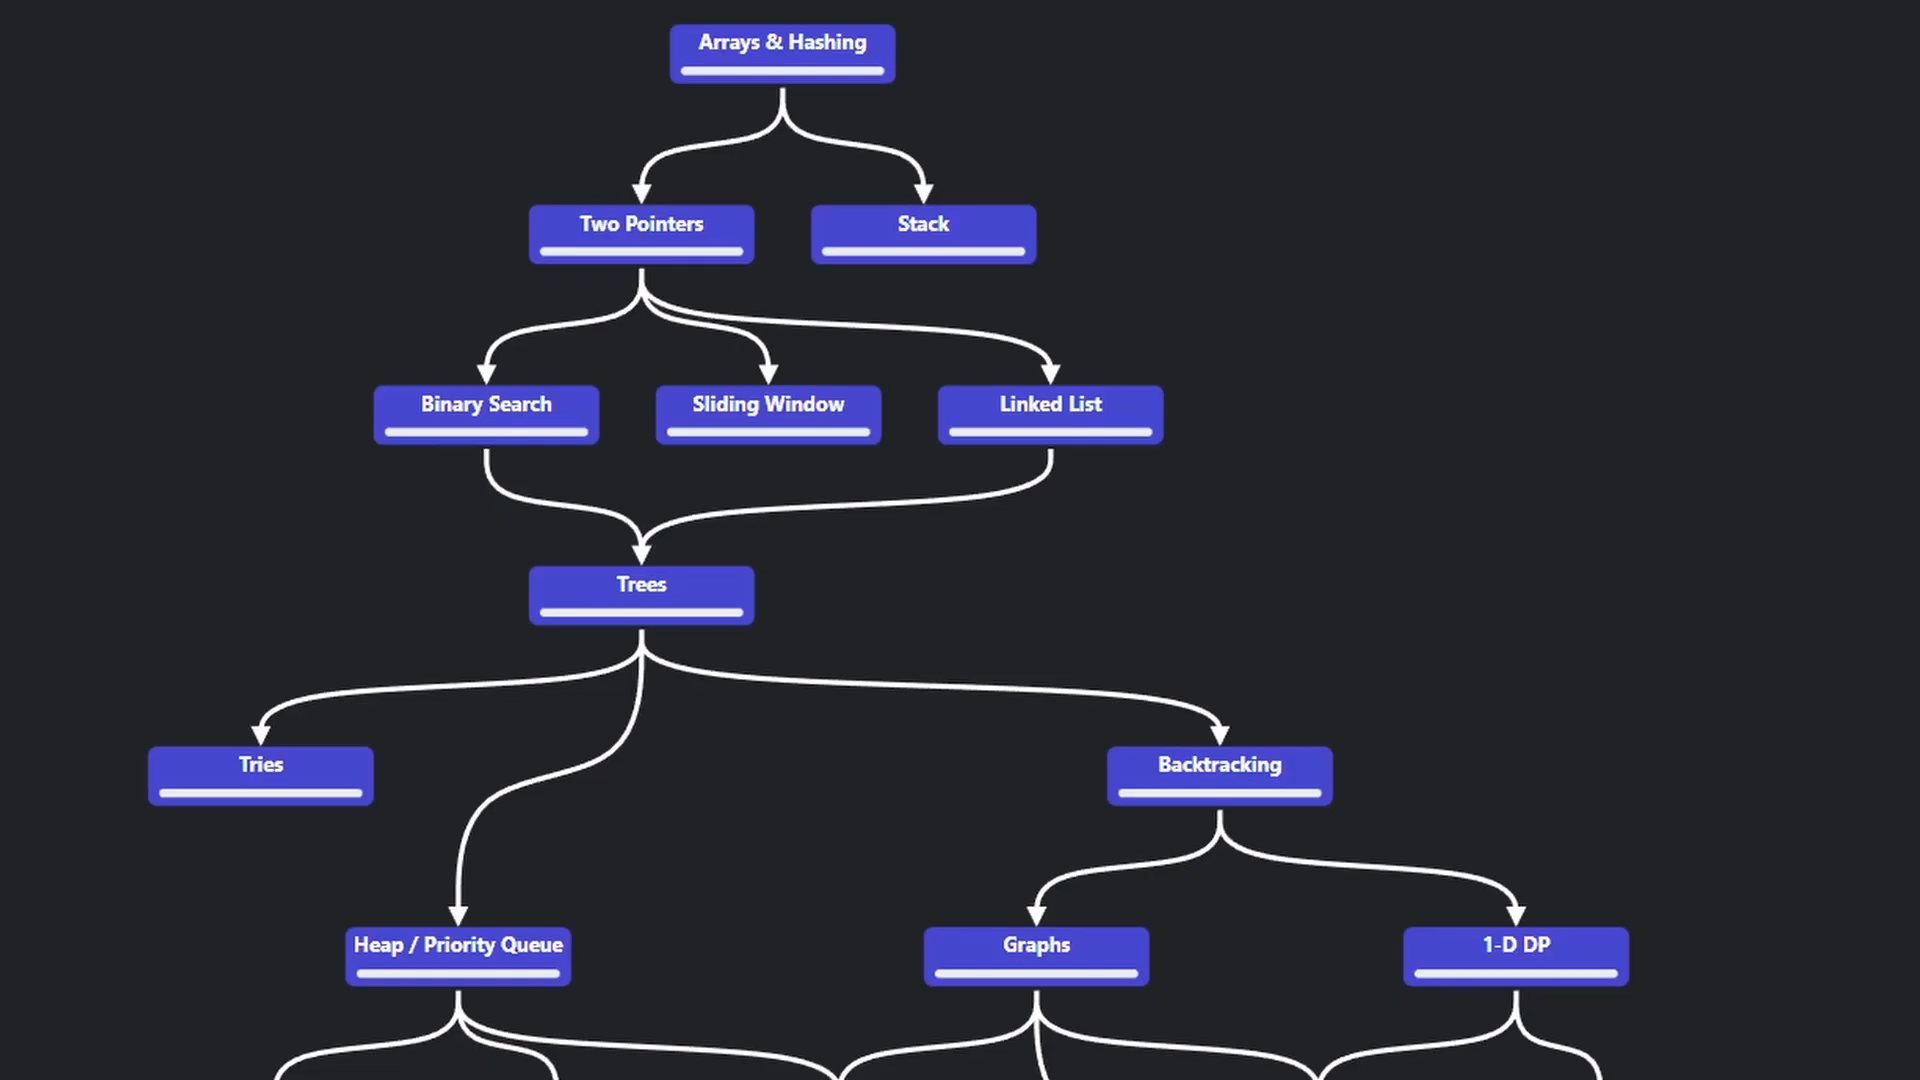 Arrays & Hashing
Two Pointers
Stack
Binary Search
Sliding Window
Linked List
Trees
Tries
Backtracking
Heap / Priority Queue
Graphs
1-D DP